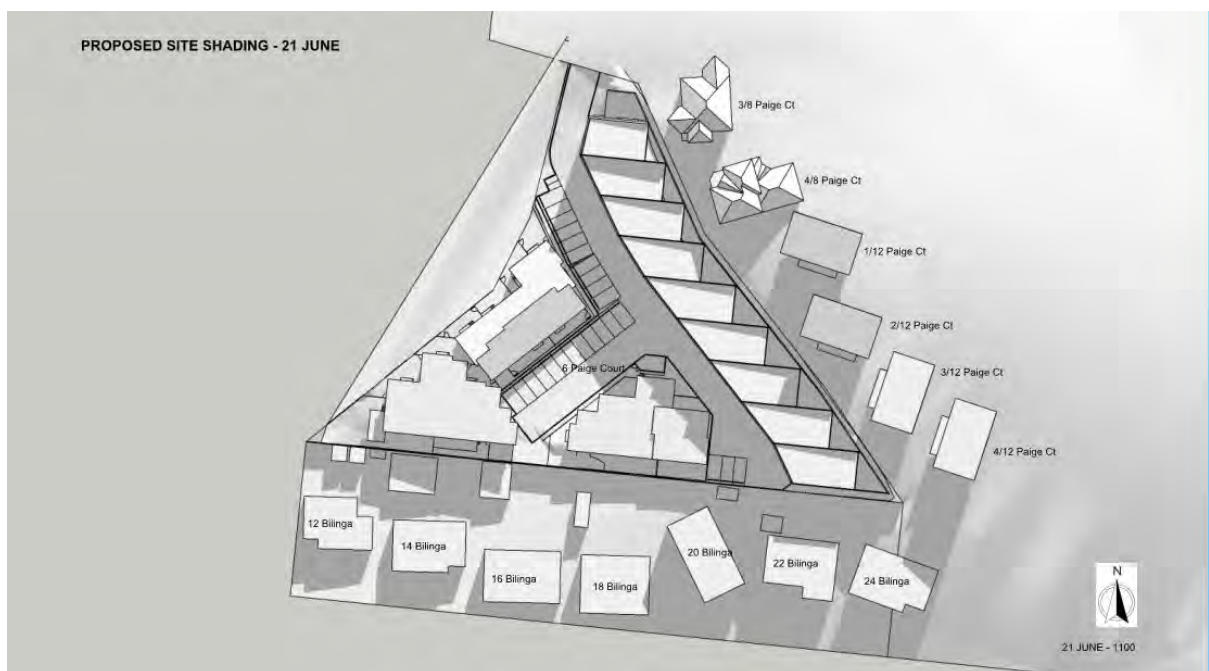 PROPOSED SITE SHADING - 21 JUNE
3/8 Paige Ct
4/8 Paige Ct
1/12 Paige Ct
2/12 Paige Ct
6 Paige Court
3/12 Paige Ct
4/12 Paige Ct
12 Bilinga
14 Bilinga
16 Bilinga
18 Bilinga
20 Bilinga
22 Bilinga
24 Bilinga
N
21 JUNE - 1100